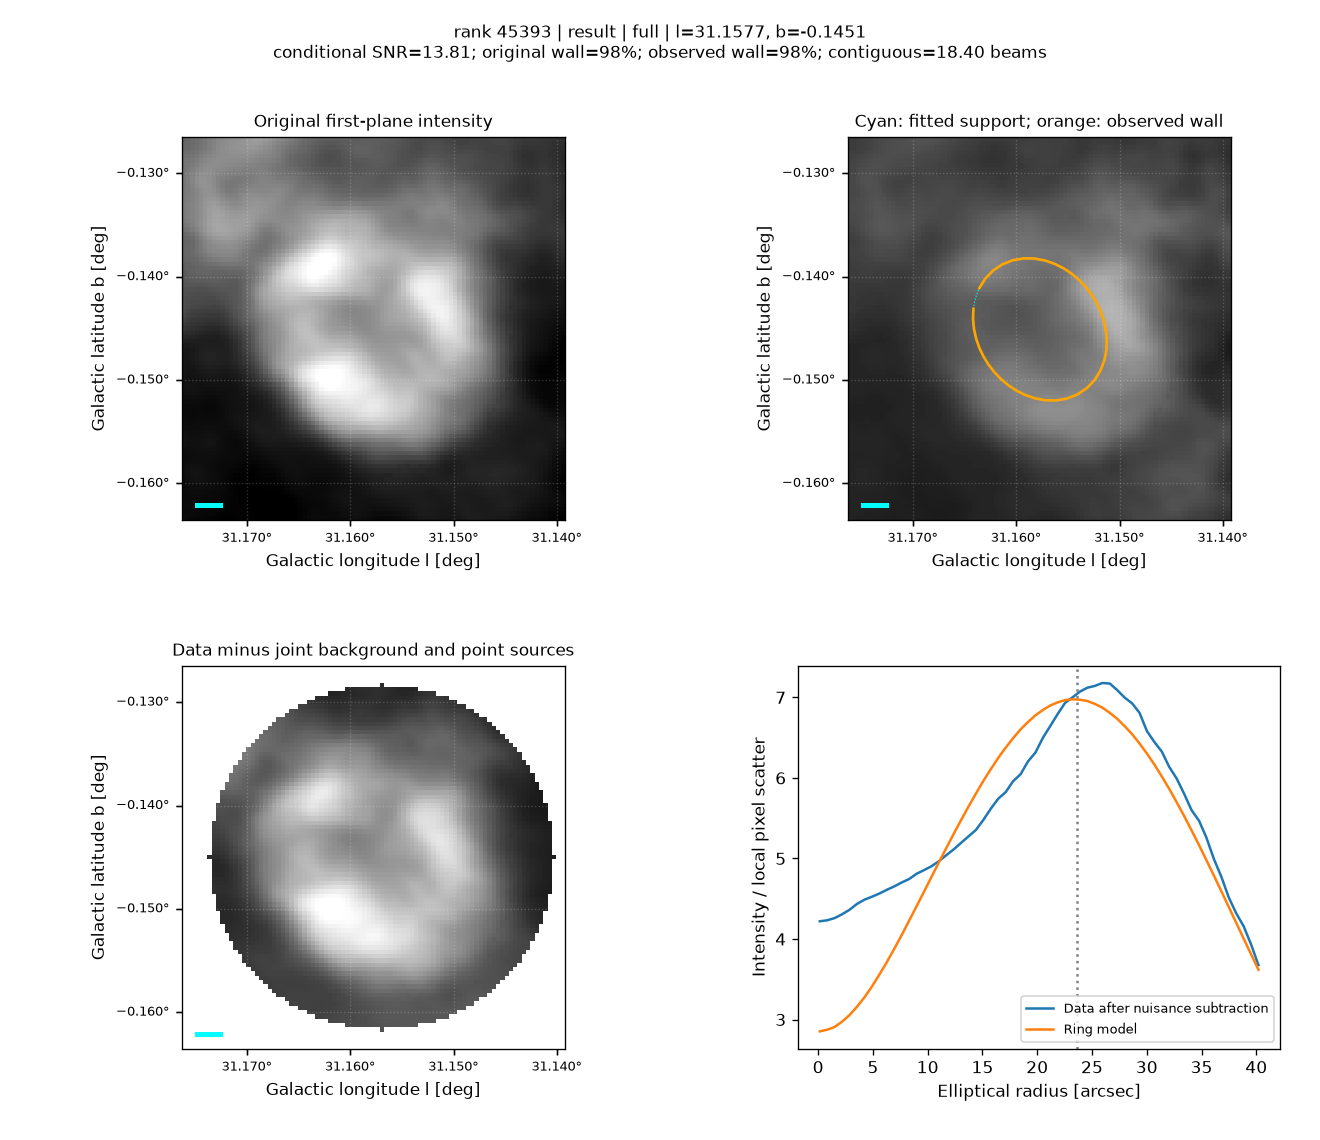 rank 45393 | result | full | l=31.1577, b=-0.1451
conditional SNR=13.81; original wall=98%; observed wall=98%; contiguous=18.40 beams
Original first-plane intensity
−0.130°
−0.140°
−0.150°
−0.160°
Galactic latitude b [deg]
31.170°
31.160°
31.150°
31.140°
Galactic longitude l [deg]
Cyan: fitted support; orange: observed wall
−0.130°
−0.140°
−0.150°
−0.160°
Galactic latitude b [deg]
31.170°
31.160°
31.150°
31.140°
Galactic longitude l [deg]
Data minus joint background and point sources
−0.130°
−0.140°
−0.150°
−0.160°
Galactic latitude b [deg]
31.170°
31.160°
31.150°
31.140°
Galactic longitude l [deg]
7
6
5
4
3
Intensity / local pixel scatter
Data after nuisance subtraction
Ring model
0
5
10
15
20
25
30
35
40
Elliptical radius [arcsec]